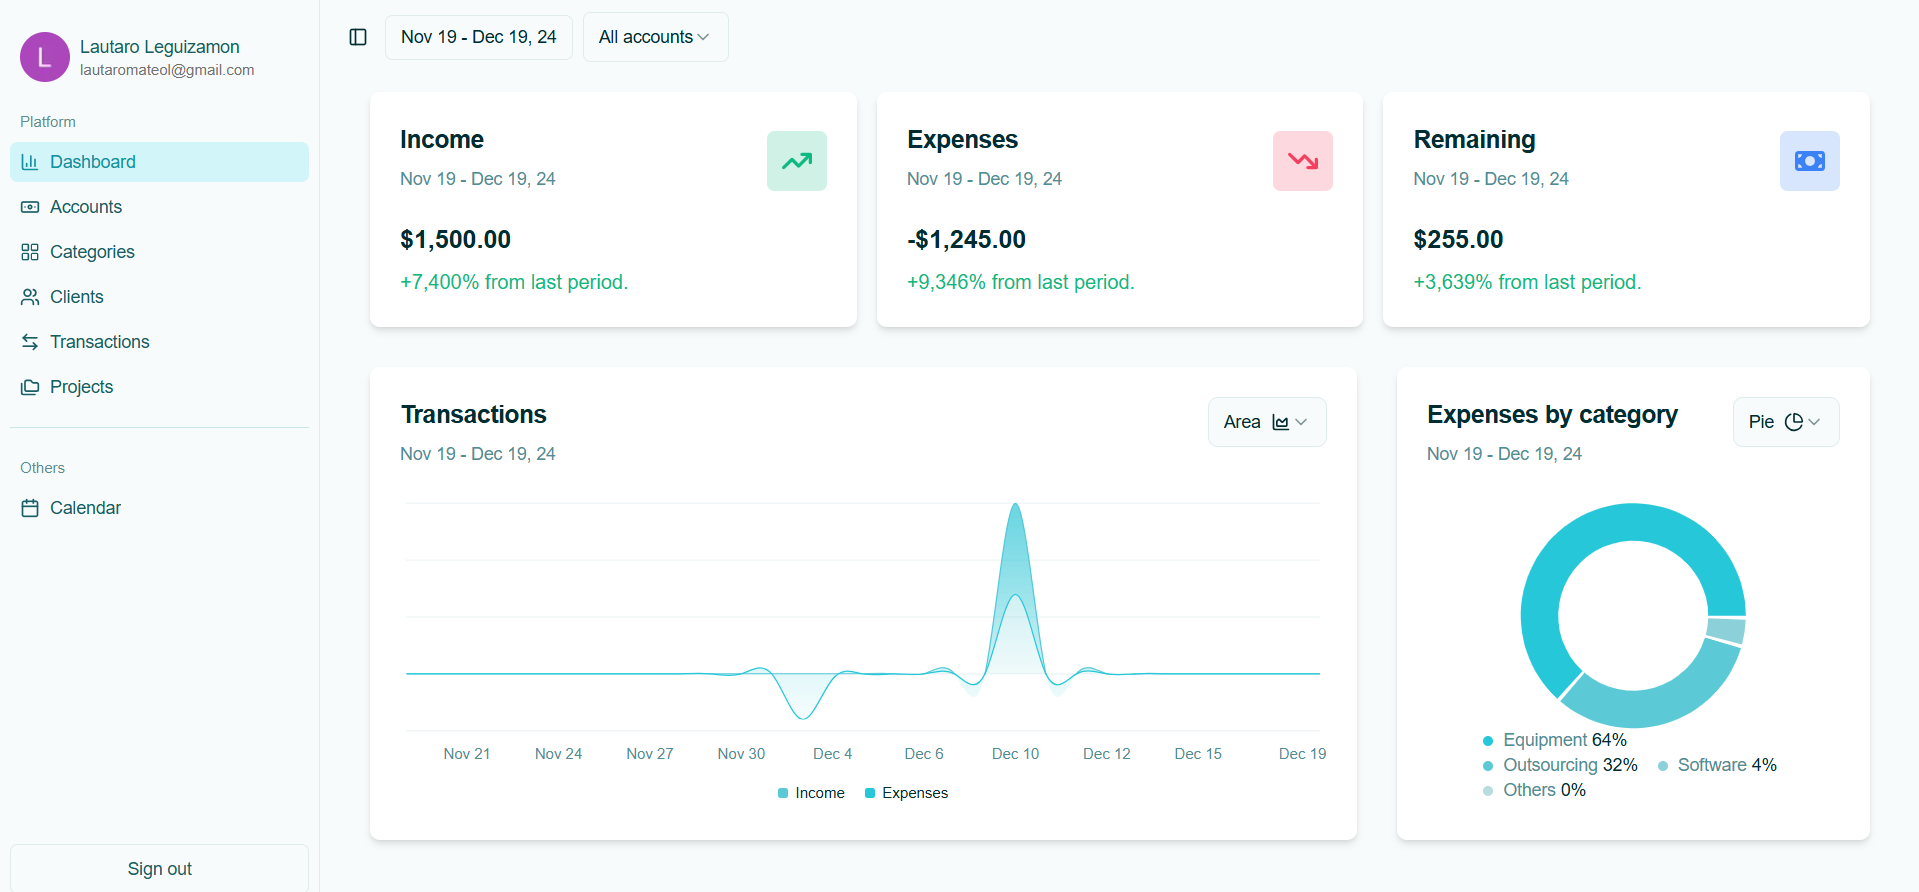 L
Lautaro Leguizamon
lautaromateol@gmail.com
Platform
Dashboard
Accounts
Categories
Clients
Transactions
Projects
Others
Calendar
Sign out
Nov 19 - Dec 19, 24
All accounts
Income
Nov 19 - Dec 19, 24
$1,500.00
+7,400% from last period.
Expenses
Nov 19 - Dec 19, 24
-$1,245.00
+9,346% from last period.
Remaining
Nov 19 - Dec 19, 24
$255.00
+3,639% from last period.
Transactions
Nov 19 - Dec 19, 24
Area
Nov 21 Nov 24 Nov 27 Nov 30 Dec 4 Dec 6 Dec 10 Dec 12 Dec 15 Dec 19
Income Expenses
Expenses by category
Nov 19 - Dec 19, 24
Pie
Equipment 64%
Outsourcing 32% Software 4%
Others 0%